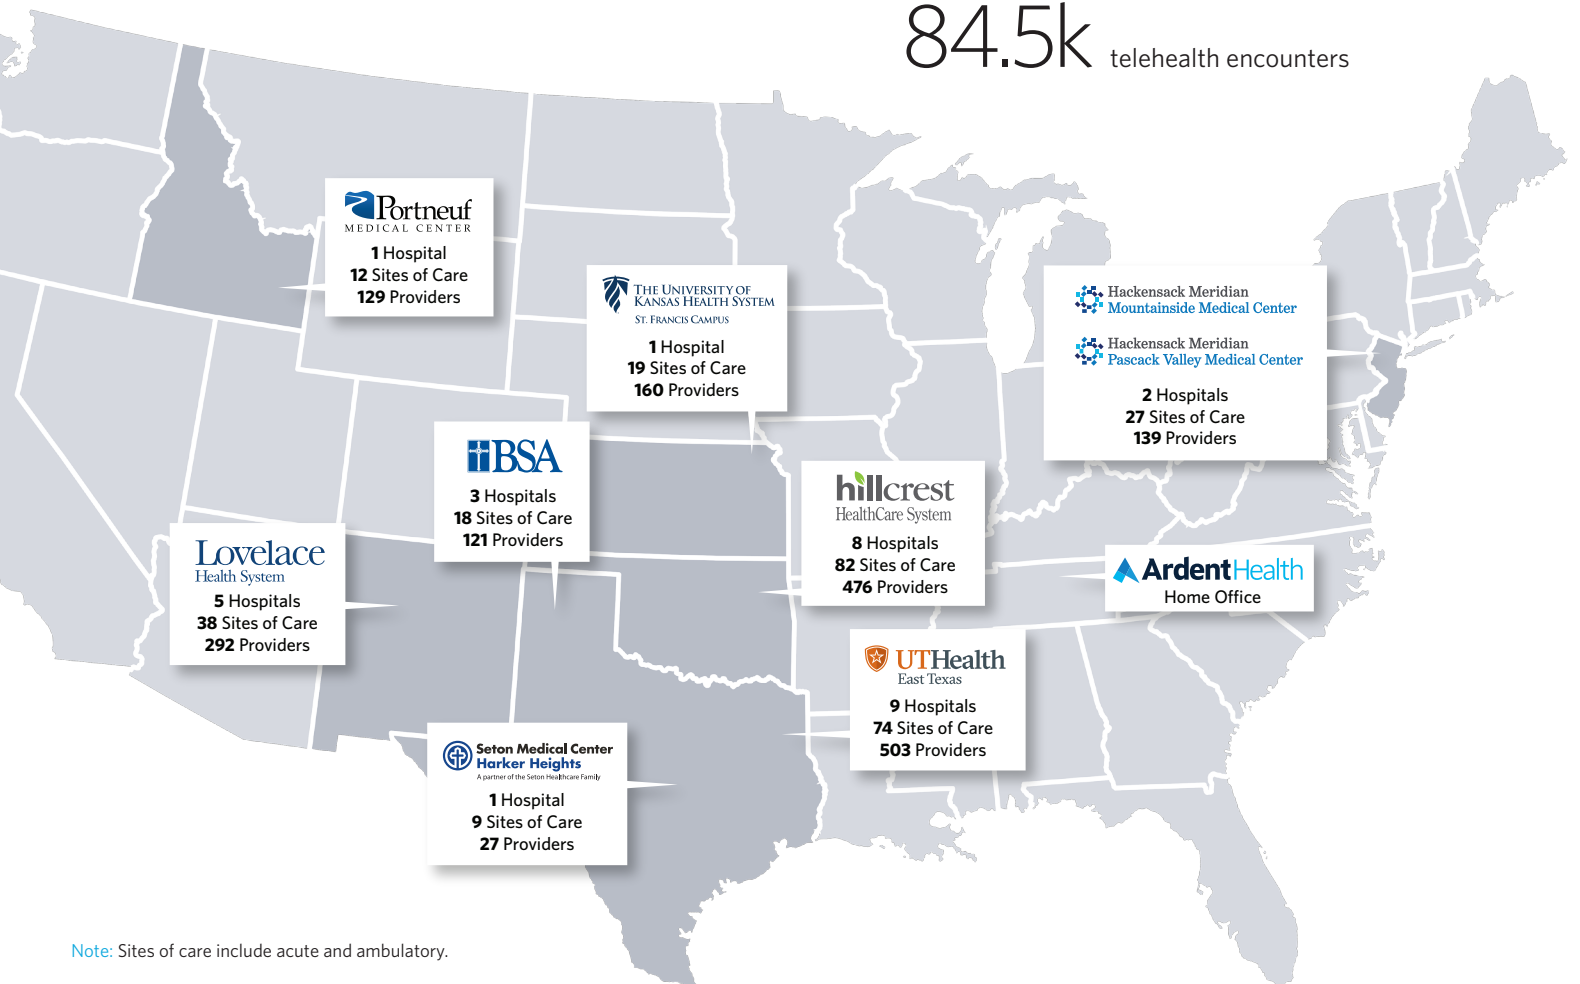 84.5k telehealth encounters
Portneuf
MEDICAL CENTER
1 Hospital
12 Sites of Care
129 Providers
THE UNIVERSITY OF
KANSAS HEALTH SYSTEM
ST. FRANCIS CAMPUS
1 Hospital
19 Sites of Care
160 Providers
Hackensack Meridian
Mountainside Medical Center
Hackensack Meridian
Pascack Valley Medical Center
2 Hospitals
27 Sites of Care
139 Providers
BSA
3 Hospitals
18 Sites of Care
121 Providers
hillcrest
HealthCare System
8 Hospitals
82 Sites of Care
476 Providers
Lovelace
Health System
5 Hospitals
38 Sites of Care
292 Providers
ArdentHealth
Home Office
UTHealth
East Texas
9 Hospitals
74 Sites of Care
503 Providers
Seton Medical Center
Harker Heights
A partner of the Seton Healthcare Family
1 Hospital
9 Sites of Care
27 Providers
Note: Sites of care include acute and ambulatory.